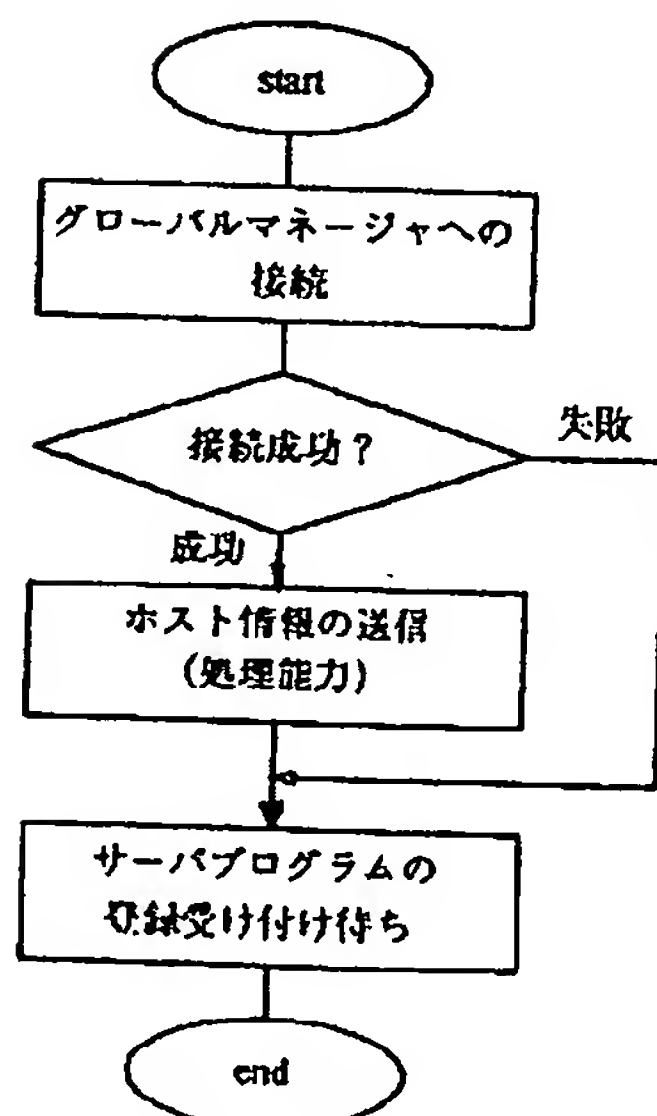 start
グローバルマネージャへの
接続
接続成功？
失敗
成功
ホスト情報の送信
(処理能力)
サーバプログラムの
登録受け付け待ち
end